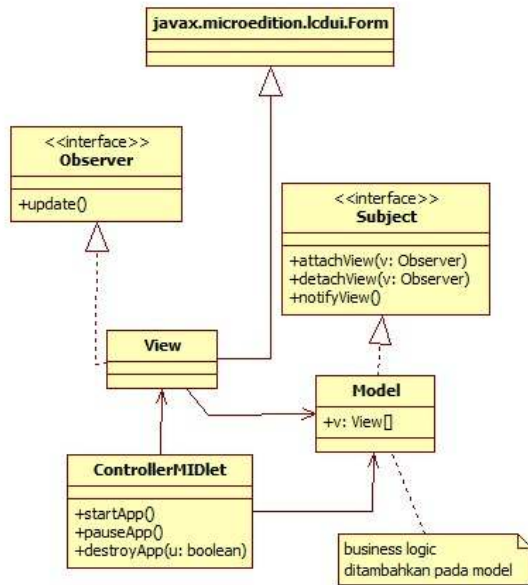 javax.microedition.lcdui.Form
<<interface>>
Observer
+update()
<<interface>>
Subject
+attachView(v: Observer)
+detachView(v: Observer)
+notifyView()
View
Model
+v: View[]
ControllerMIDlet
+startApp()
+pauseApp()
+destroyApp(u: boolean)
business logic
ditambahkan pada model